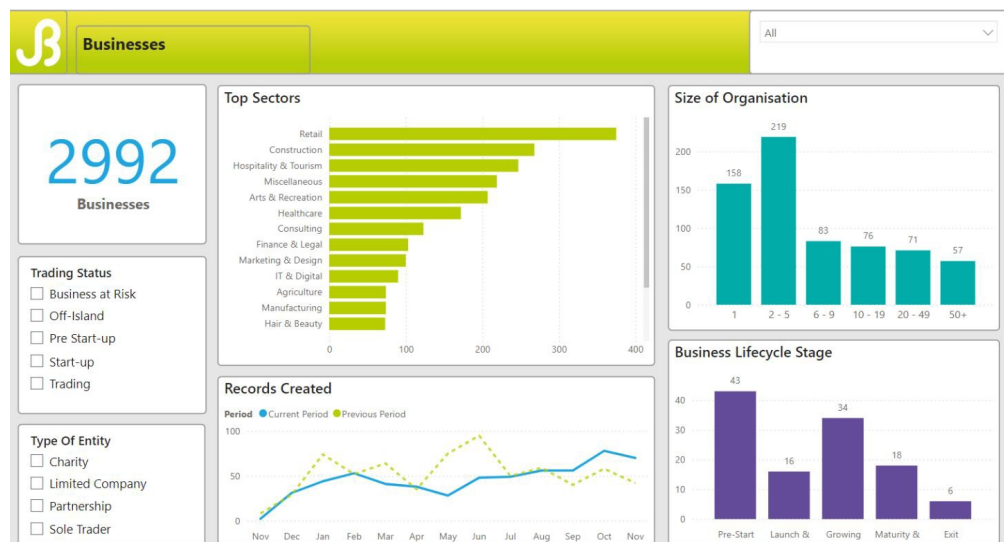 JB
Businesses
All
2992
Businesses
Trading Status
Business at Risk
Off-Island
Pre Start-up
Start-up
Trading
Type Of Entity
Charity
Limited Company
Partnership
Sole Trader
Top Sectors
Retail
Construction
Hospitality & Tourism
Miscellaneous
Arts & Recreation
Healthcare
Consulting
Finance & Legal
Marketing & Design
IT & Digital
Agriculture
Manufacturing
Hair & Beauty
0 100 200 300 400
Records Created
Period Current Period Previous Period
100
50
0
Nov Dec Jan Feb Mar Apr May Jun Jul Aug Sep Oct Nov
Size of Organisation
219
200
158
150
100
83 76 71 57
50
0
1 2 - 5 6 - 9 10 - 19 20 - 49 50+
Business Lifecycle Stage
43
40
34
30
20
18
16
10
6
0
Pre-Start Launch & Growing Maturity & Exit